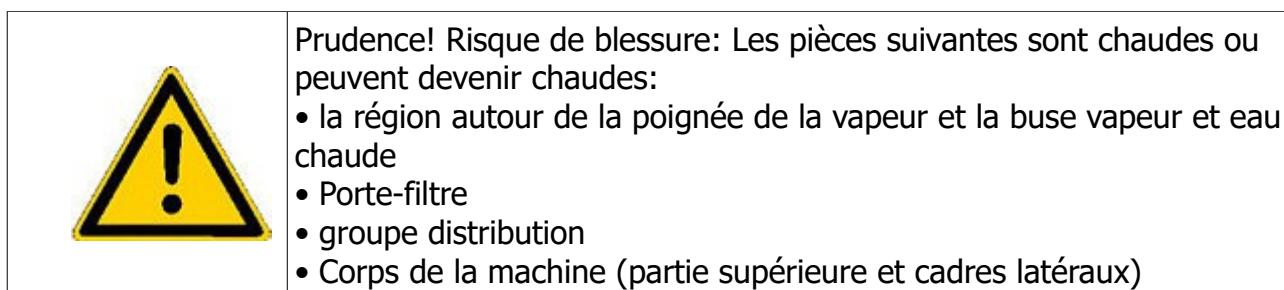 Prudence! Risque de blessure: Les pièces suivantes sont chaudes ou
peuvent devenir chaudes:
• la région autour de la poignée de la vapeur et la buse vapeur et eau
chaude
• Porte-filtre
• groupe distribution
• Corps de la machine (partie supérieure et cadres latéraux)